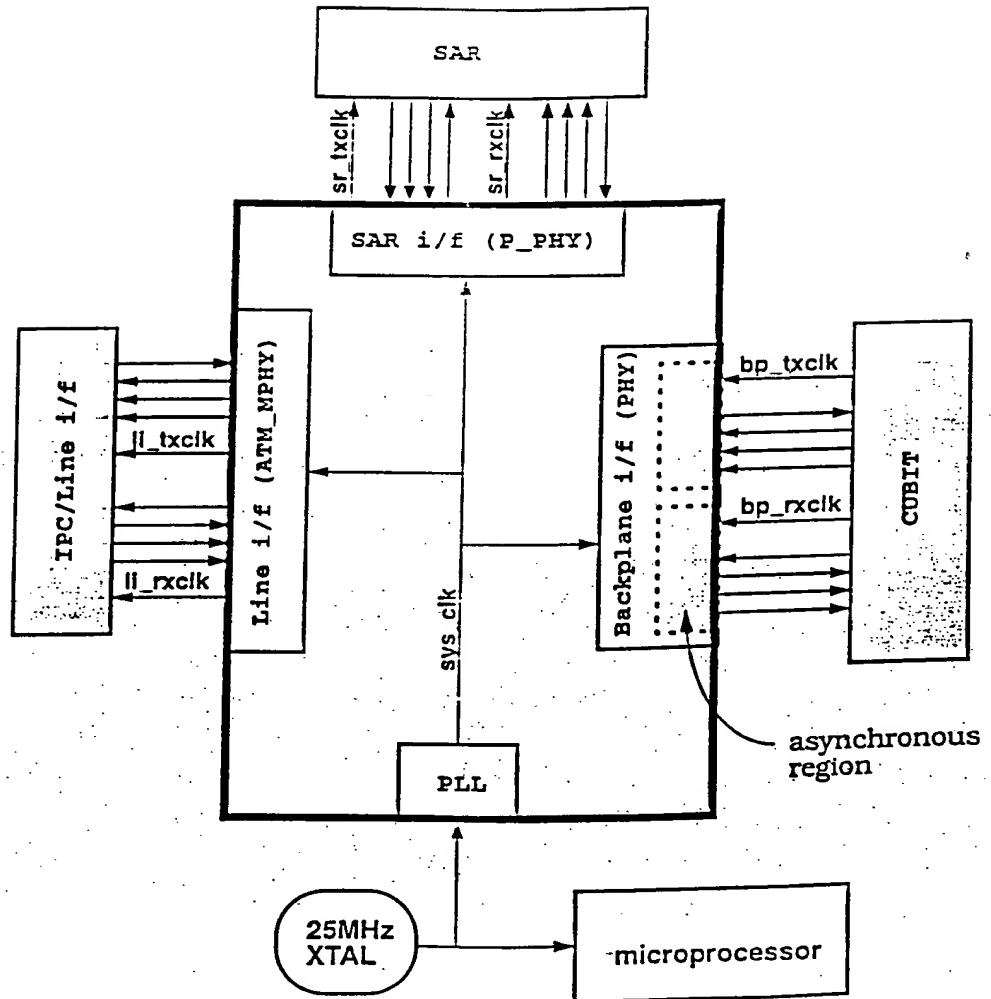 SAR
sr_txclk
sr_rxclk
SAR i/f (P_PHY)
IPC/Line i/f
li_txclk
li_rxclk
Line i/f (ATM_MPHY)
sys_clk
Backplane i/f (PHY)
bp_txclk
bp_rxclk
CUBIT
asynchronous
region
PLL
25MHz
XTAL
microprocessor